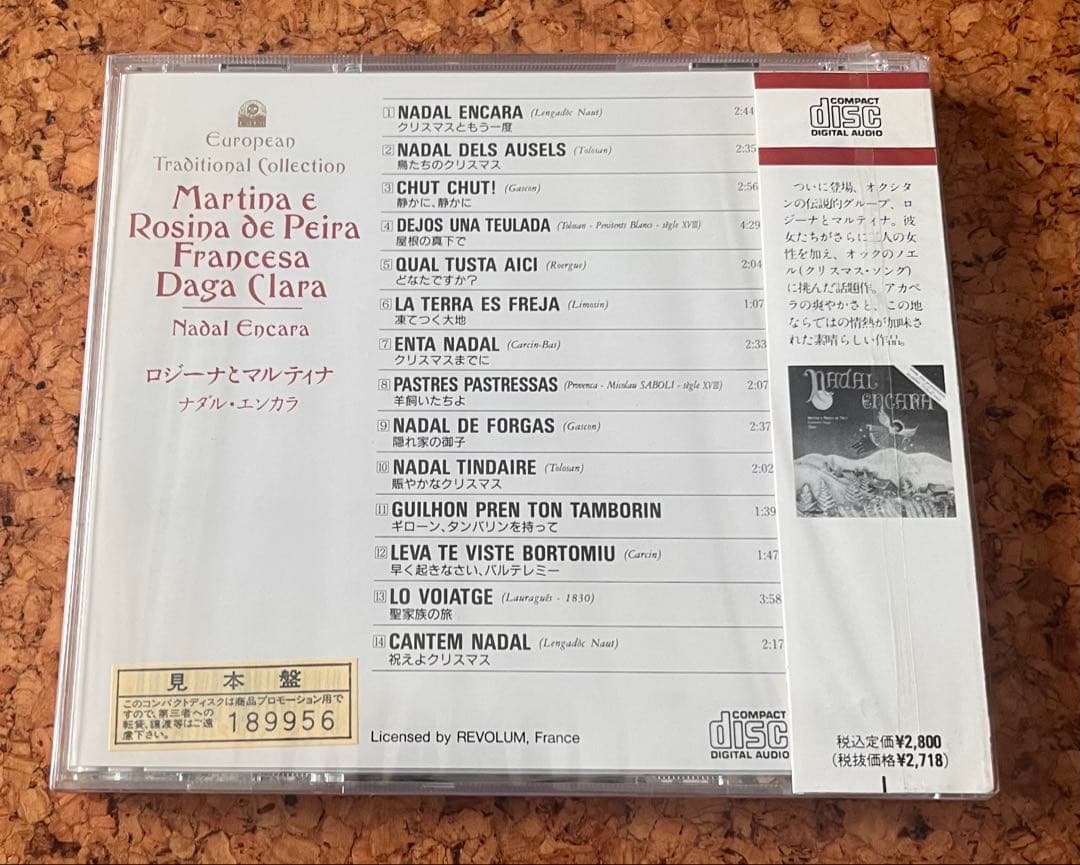 European
Traditional Collection
Martina e
Rosina de Peira
Francesa
Daga Clara
Nadal Encara
ロジーナとマルティナ
ナダル・エンカラ
1 NADAL ENCARA (Lengadòc Naut) 2:44
クリスマスともう一度
2 NADAL DELS AUSELS (Tolosan) 2:35
鳥たちのクリスマス
3 CHUT CHUT! (Gascon) 2:56
静かに、静かに
4 DEJOS UNA TEULADA (Tolosan - Penitents Blancs - sègle XVIII) 4:29
屋根の真下で
5 QUAL TUSTA AICI (Roergue) 2:04
どなたですか?
6 LA TERRA ES FREJA (Limosin) 1:07
凍てつく大地
7 ENTA NADAL (Carcin-Bas) 2:33
クリスマスまでに
8 PASTRES PASTRESSAS (Provenca - Micolau SABOLI - sègle XVII) 2:07
羊飼いたちよ
9 NADAL DE FORGAS (Gascon) 2:37
隠れ家の御子
10 NADAL TINDAIRE (Tolosan) 2:02
賑やかなクリスマス
11 GUILHON PREN TON TAMBORIN 1:39
ギローン、タンバリンを持って
12 LEVA TE VISTE BORTOMIU (Carcin) 1:47
早く起きなさい、バルテレミー
13 LO VOIATGE (Lauragués - 1830) 3:58
聖家族の旅
14 CANTEM NADAL (Lengadòc Naut) 2:17
祝えよクリスマス
見本盤
このコンパクトディスクは商品プロモーション用で
すので、第三者への
転貸、譲渡等はご遠
慮下さい。
189956
Licensed by REVOLUM, France
COMPACT
disc
DIGITAL AUDIO
COMPACT
disc
DIGITAL AUDIO
ついに登場、オクシタ
ンの伝説的グループ、ロ
ジーナとマルティナ。彼
女たちがさらに二人の女
性を加え、オックのノエ
ル(クリスマス・ソング)
に挑んだ話題作。アカペ
ラの爽やかさと、この地
ならではの情熱が加味さ
れた素晴らしい作品。
NADAL
ENCARA
税込定価¥2,800
(税抜価格¥2,718)